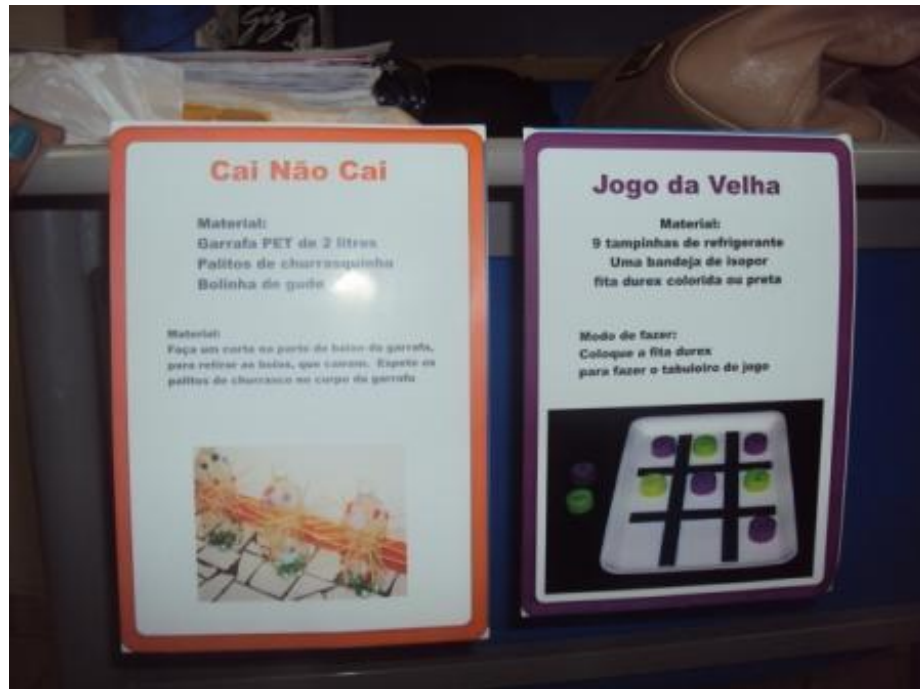 Giz
Cai Não Cai
Material:
Garrafa PET de 2 litros
Palitos de churrasquinho
Bolinha de gude
Material:
Faça um corte na parte de baixo da garrafa,
para retirar as bolas, que caeam. Espete os
palitos de churrasco no corpo da garrafa
Jogo da Velha
Material:
9 tampinhas de refrigerante
Uma bandeja de isopor
fita durex colorida ou preta
Modo de fazer:
Coloque a fita durex
para fazer o tabuloiro de jogo